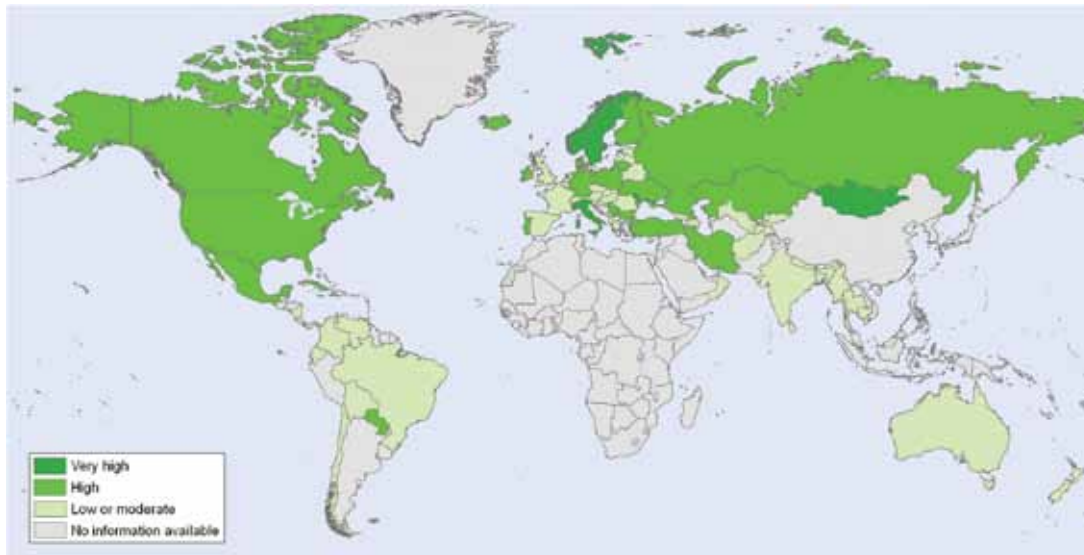 Very high
High
Low or moderate
No information available